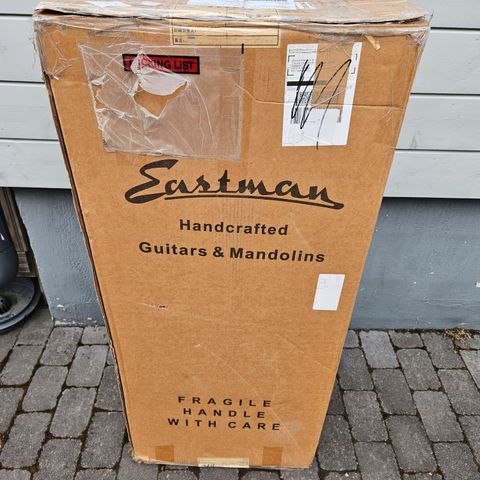 PACKING LIST
Eastman
Handcrafted
Guitars & Mandolins
FRAGILE
HANDLE
WITH CARE